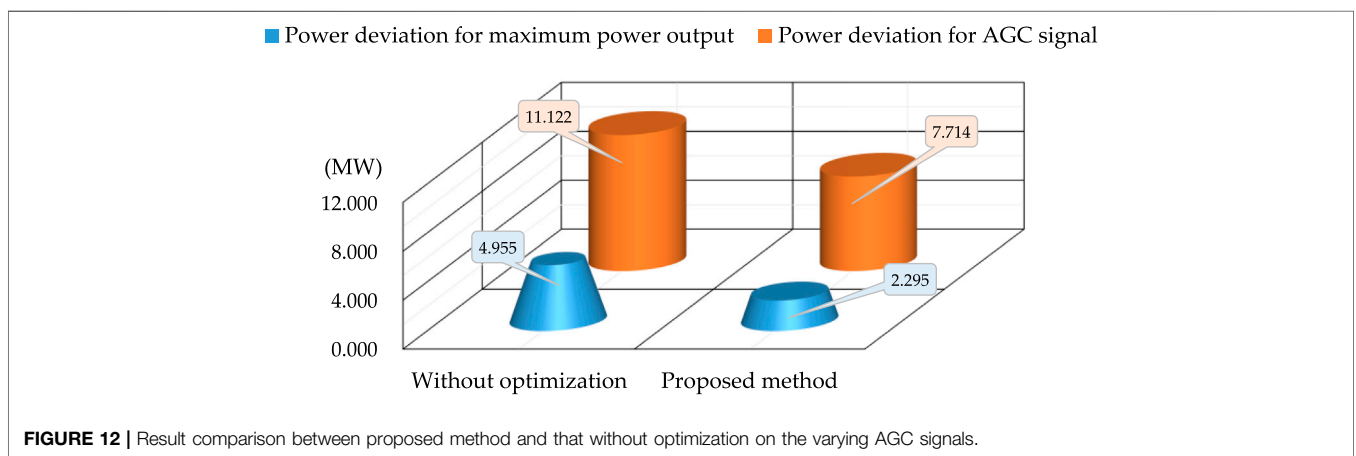 Power deviation for maximum power output Power deviation for AGC signal
11.122
7.714
(MW)
12.000
4.955
8.000
2.295
4.000
0.000
Without optimization Proposed method
FIGURE 12 | Result comparison between proposed method and that without optimization on the varying AGC signals.